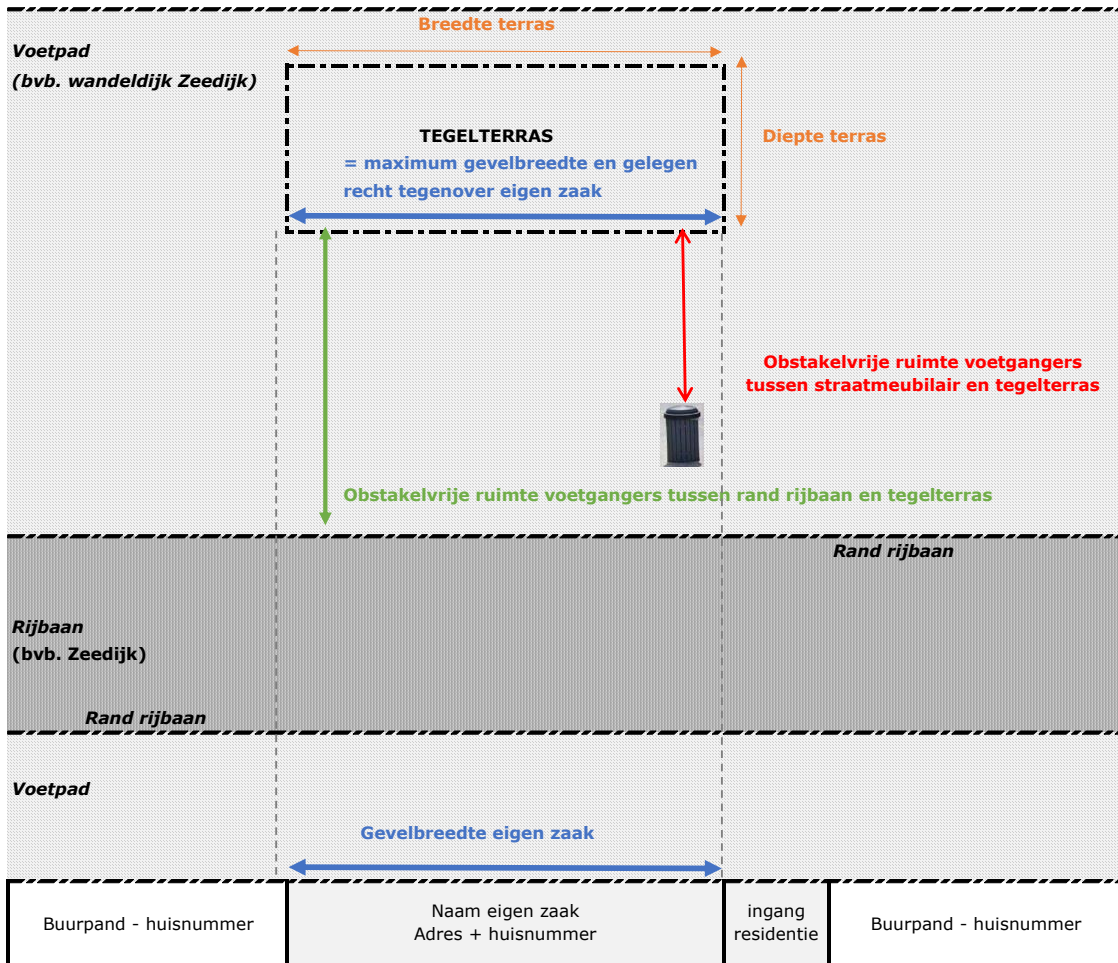 Breedte terras
Voetpad
(bvb. wandeldijk Zeedijk)
TEGELTERRAS
= maximum gevelbreedte en gelegen
recht tegenover eigen zaak
Diepte terras
Obstakelvrije ruimte voetgangers
tussen straatmeubilair en tegelterras
Obstakelvrije ruimte voetgangers tussen rand rijbaan en tegelterras
Rand rijbaan
Rijbaan
(bvb. Zeedijk)
Rand rijbaan
Voetpad
Gevelbreedte eigen zaak
Buurpand - huisnummer
Naam eigen zaak
Adres + huisnummer
ingang
residentie
Buurpand - huisnummer